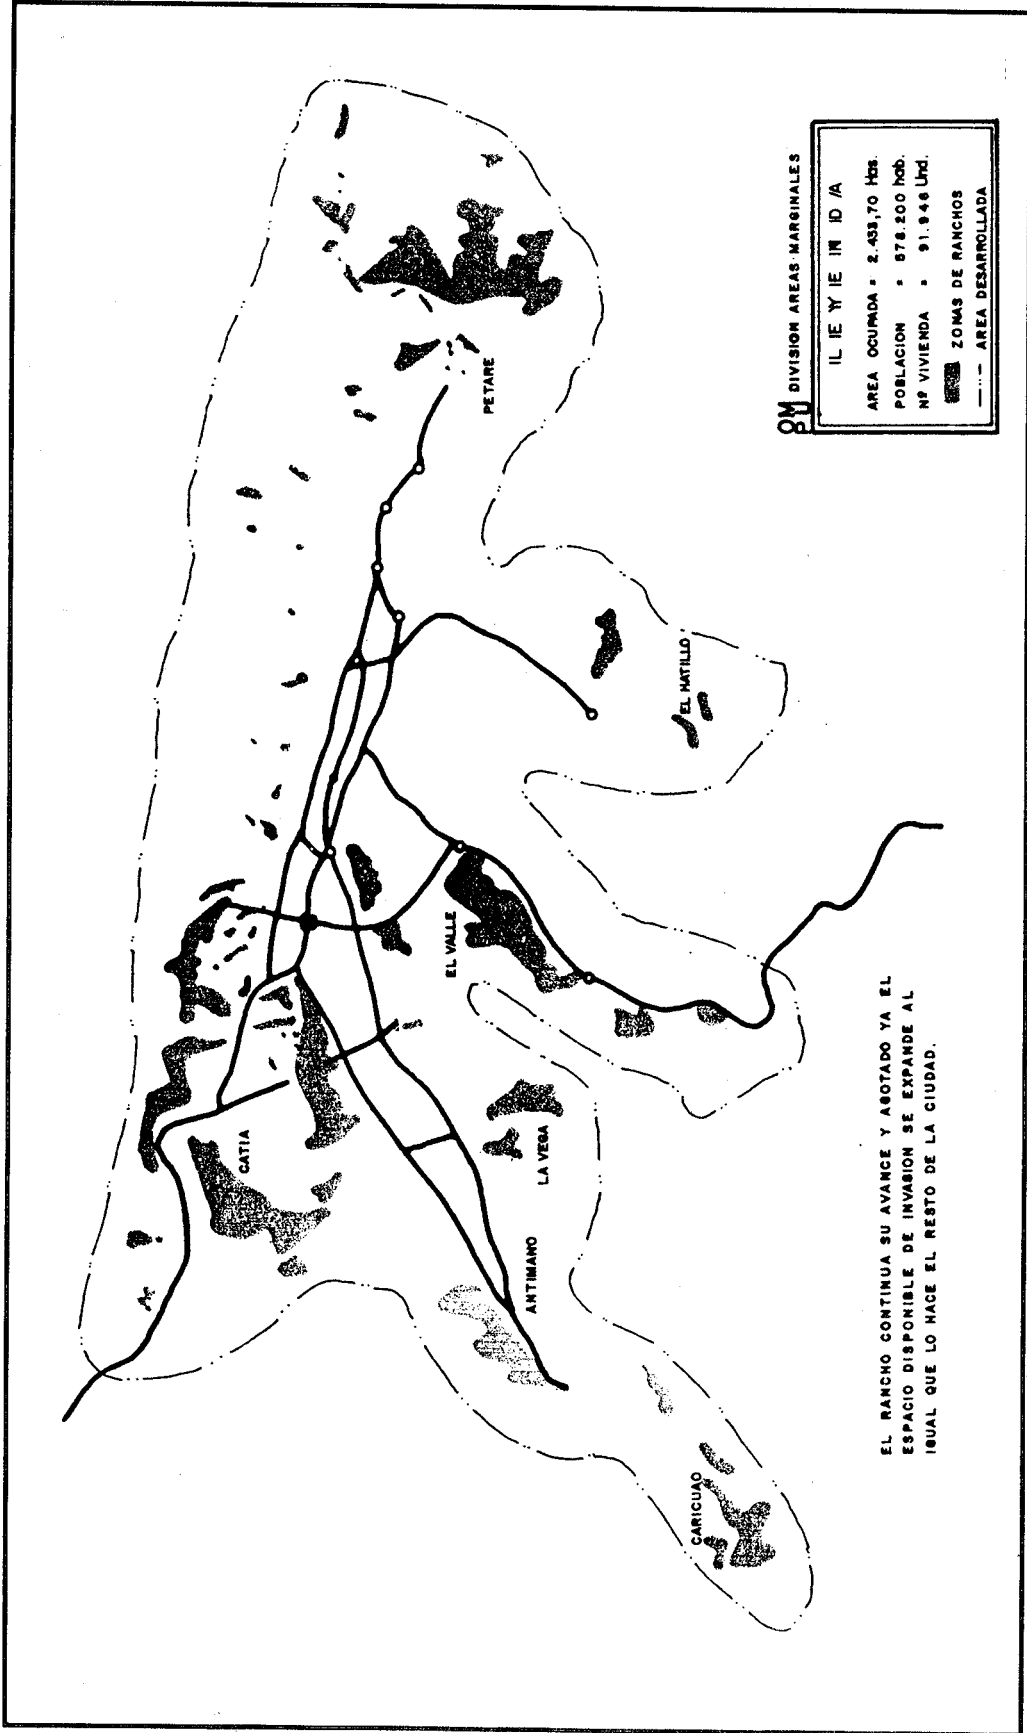 PETARE
CATIA
EL VALLE
EL HATILLO
LA VEGA
ANTIMANO
CARICUAO
EL RANCHO CONTINUA SU AVANCE Y AGOTADO YA EL
ESPACIO DISPONIBLE DE INVASION SE EXPANDE AL
IGUAL QUE LO HACE EL RESTO DE LA CIUDAD.
OMPU DIVISION AREAS MARGINALES
LEYENDA
AREA OCUPADA = 2.433,70 Has.
POBLACION = 578.200 hab.
Nº VIVIENDA = 91.946 Und.
ZONAS DE RANCHOS
AREA DESARROLLADA